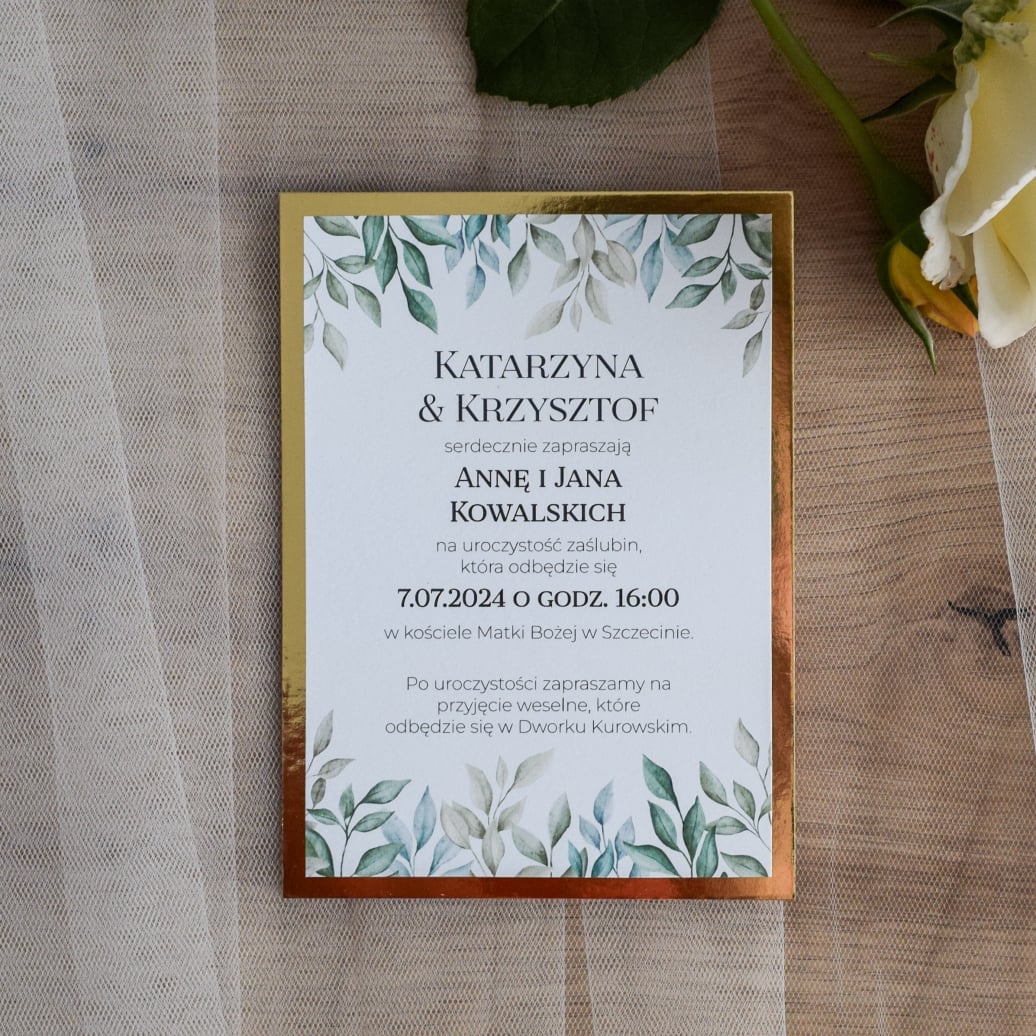 KATARZYNA
& KRZYSZTOF
serdecznie zapraszają
ANNĘ I JANA
KOWALSKICH
na uroczystość zaślubin,
która odbędzie się
7.07.2024 O GODZ. 16:00
w kościele Matki Bożej w Szczecinie.
Po uroczystości zapraszamy na
przyjęcie weselne, które
odbędzie się w Dworku Kurowskim.